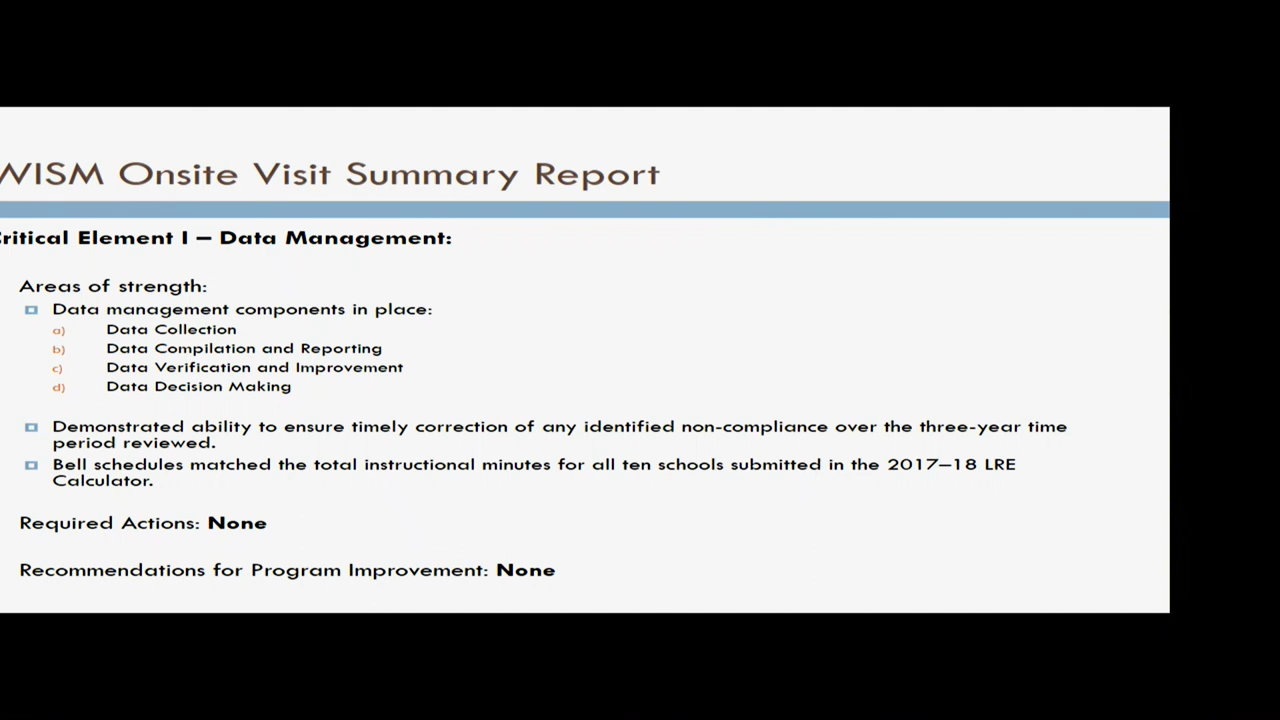 WISM Onsite Visit Summary Report
Critical Element I – Data Management:
Areas of strength:
Data management components in place:
a) Data Collection
b) Data Compilation and Reporting
c) Data Verification and Improvement
d) Data Decision Making
Demonstrated ability to ensure timely correction of any identified non-compliance over the three-year time
period reviewed.
Bell schedules matched the total instructional minutes for all ten schools submitted in the 2017–18 LRE
Calculator.
Required Actions: None
Recommendations for Program Improvement: None